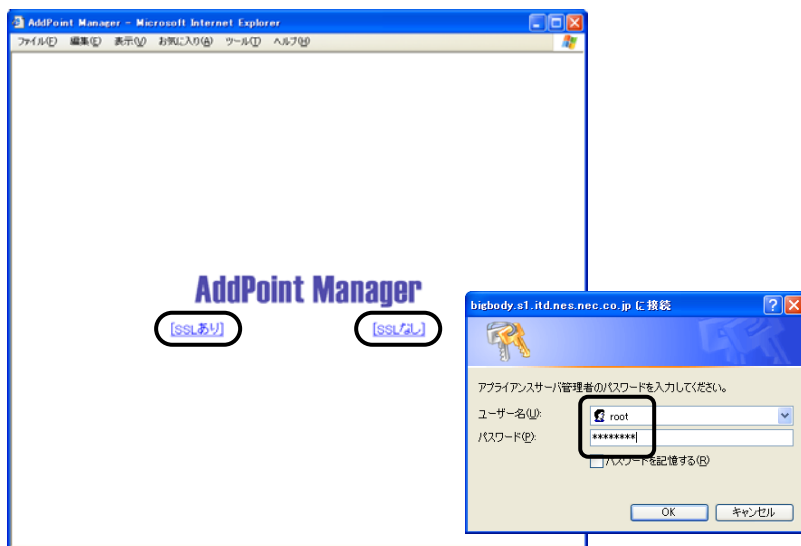 AddPoint Manager - Microsoft Internet Explorer
ファイル(F) 編集(E) 表示(V) お気に入り(A) ツール(T) ヘルプ(H)
AddPoint Manager
[SSLあり] [SSLなし]
bigbody.s1.itd.nes.nec.co.jp に接続
アプライアンスサーバ管理者のパスワードを入力してください。
ユーザー名(U): root
パスワード(P): ********
パスワードを記憶する(R)
OK キャンセル